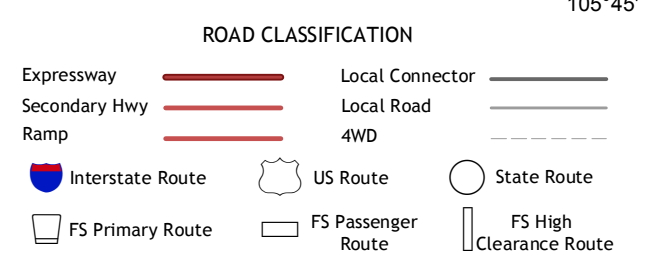 105°45'
ROAD CLASSIFICATION
Expressway
Local Connector
Secondary Hwy
Local Road
Ramp
4WD
Interstate Route
US Route
State Route
FS Primary Route
FS Passenger
Route
FS High
Clearance Route